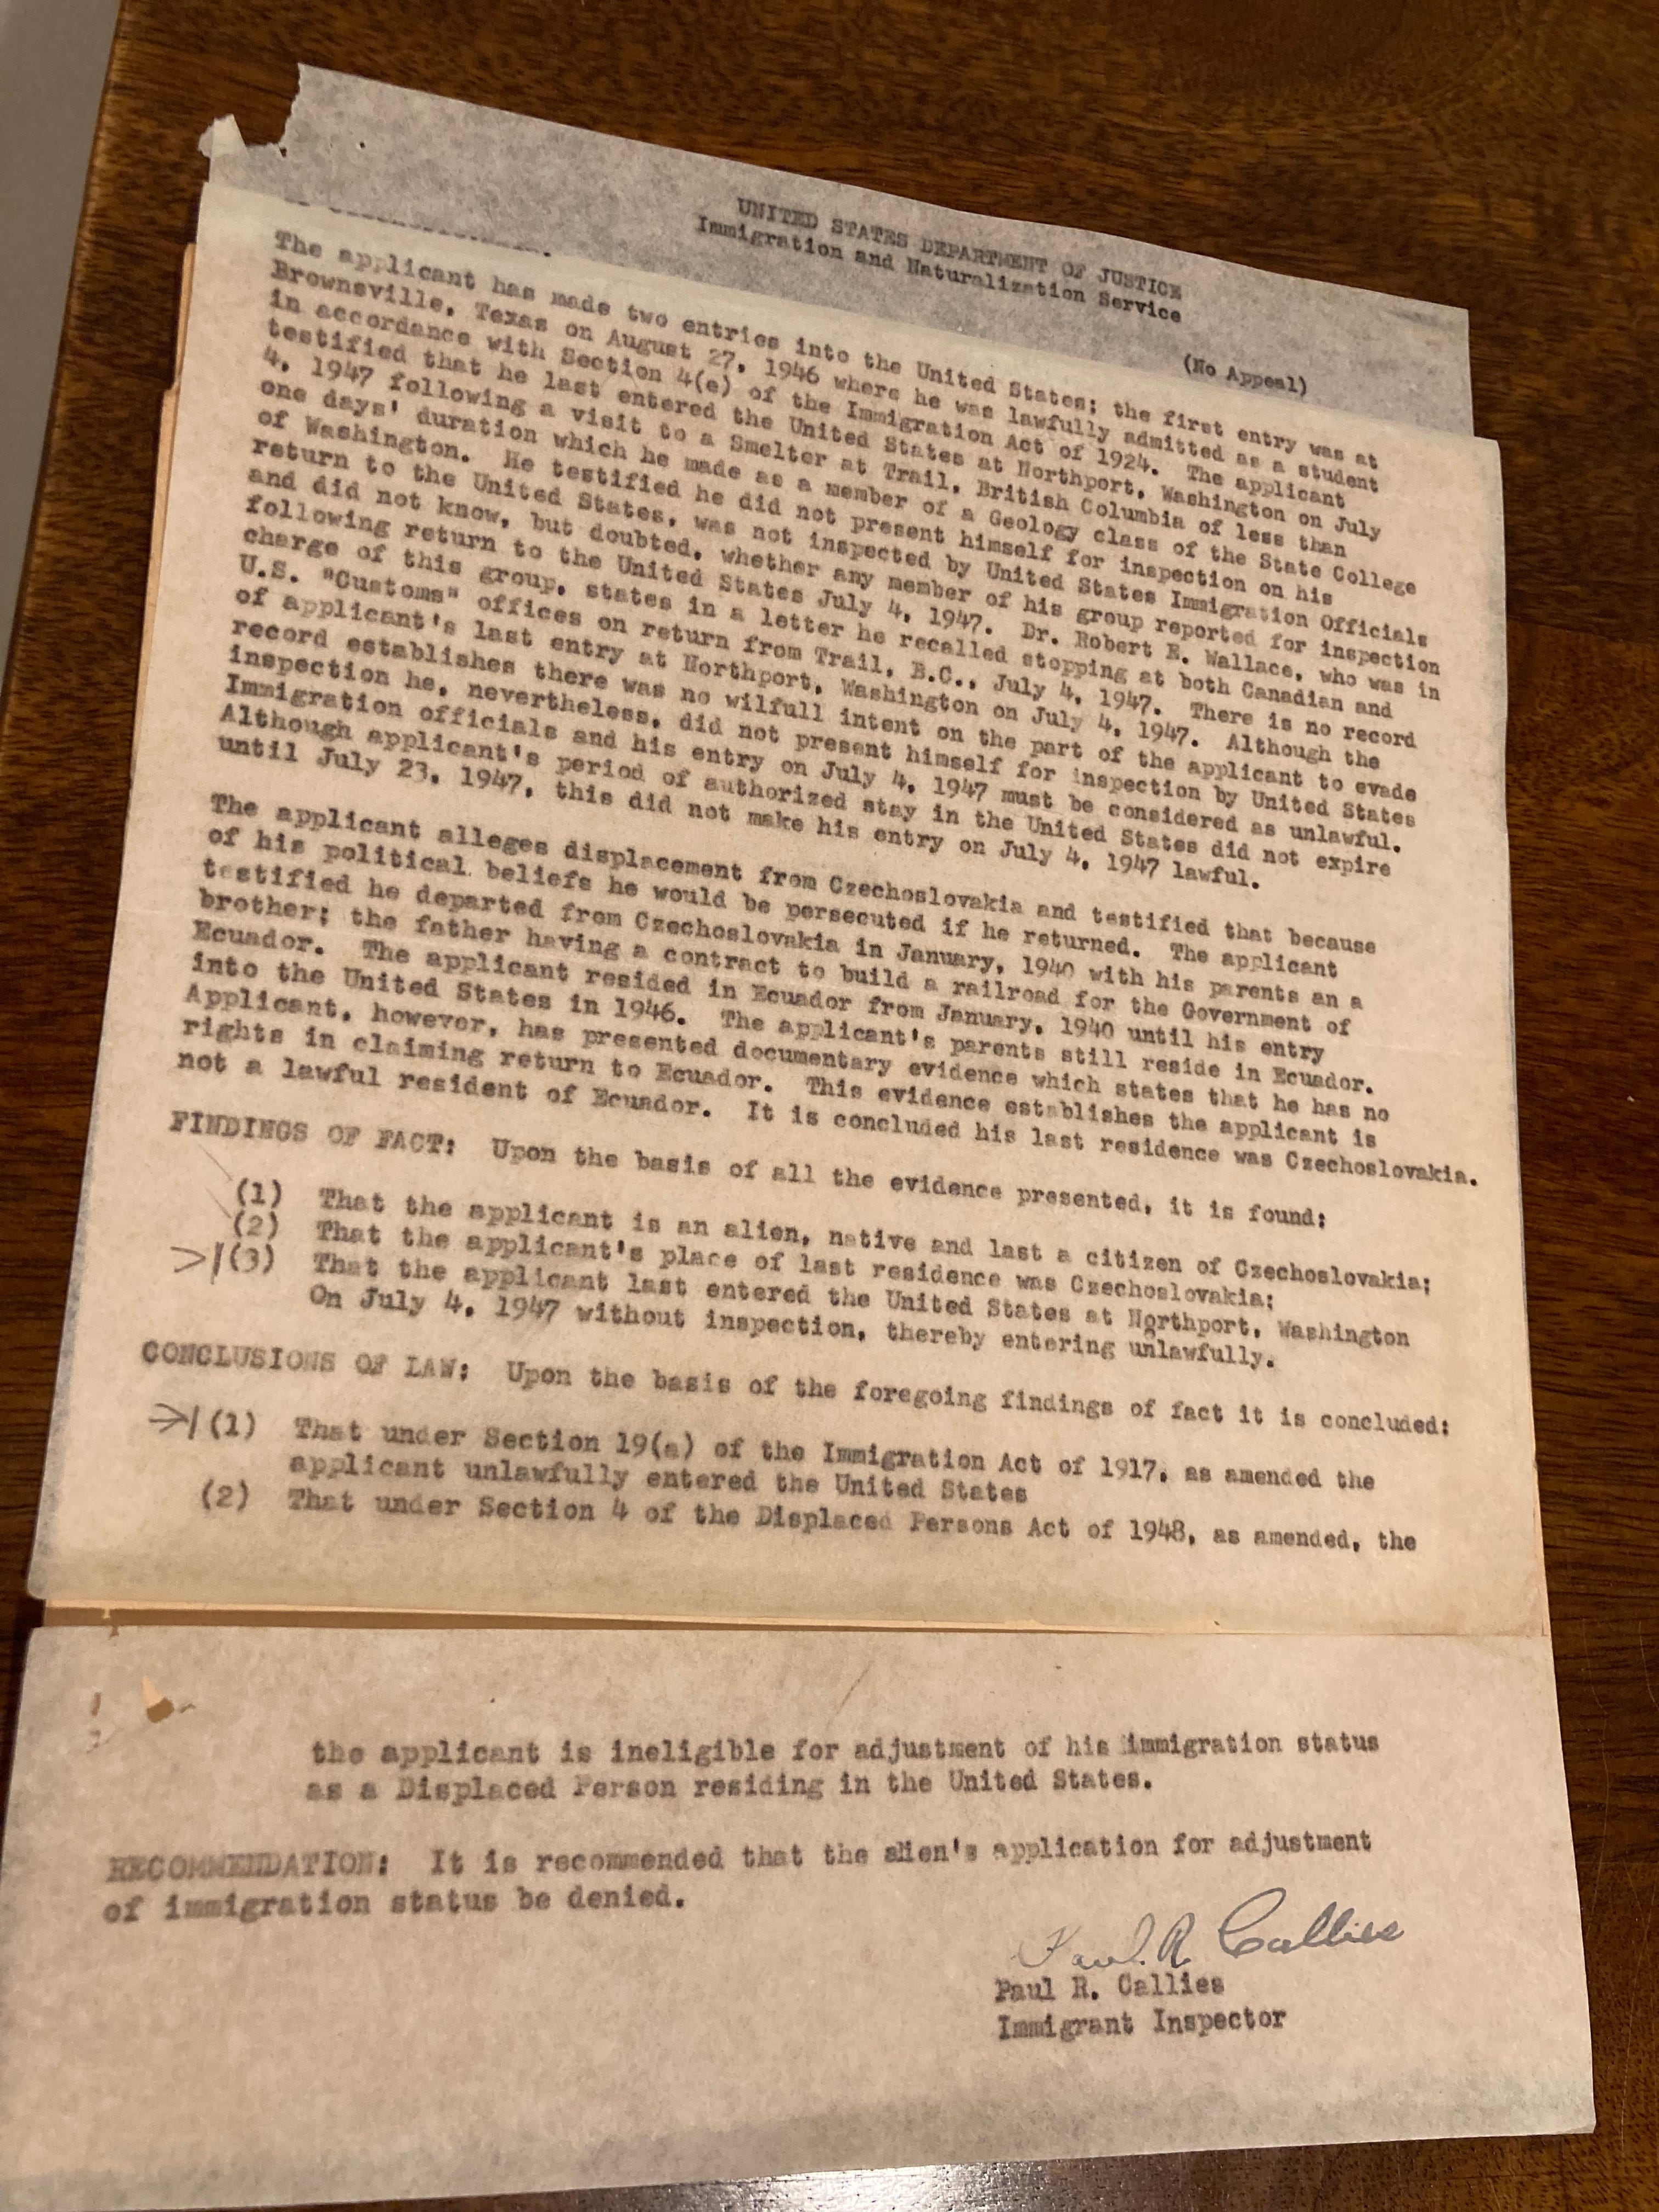 UNITED STATES DEPARTMENT OF JUSTICE
Immigration and Naturalization Service
(No Appeal)
The applicant has made two entries into the United States; the first entry was at
Brownsville, Texas on August 27, 1946 where he was lawfully admitted as a student
in accordance with Section 4(e) of the Immigration Act of 1924. The applicant
testified that he last entered the United States at Northport, Washington on July
4, 1947 following a visit to a Smelter at Trail, British Columbia of less than
one days' duration which he made as a member of a Geology class of the State College
of Washington. He testified he did not present himself for inspection on his
return to the United States, was not inspected by United States Immigration Officials
and did not know, but doubted, whether any member of his group reported for inspection
following return to the United States July 4, 1947. Dr. Robert E. Wallace, who was in
charge of this group, states in a letter he recalled stopping at both Canadian and
U.S. "Customs" offices on return from Trail, B.C., July 4, 1947. There is no record
of applicant's last entry at Northport, Washington on July 4, 1947. Although the
record establishes there was no wilfull intent on the part of the applicant to evade
inspection he, nevertheless, did not present himself for inspection by United States
Immigration officials and his entry on July 4, 1947 must be considered as unlawful.
Although applicant's period of authorized stay in the United States did not expire
until July 23, 1947, this did not make his entry on July 4, 1947 lawful.
The applicant alleges displacement from Czechoslovakia and testified that because
of his political beliefs he would be persecuted if he returned. The applicant
testified he departed from Czechoslovakia in January, 1940 with his parents an a
brother; the father having a contract to build a railroad for the Government of
Ecuador. The applicant resided in Ecuador from January, 1940 until his entry
into the United States in 1946. The applicant's parents still reside in Ecuador.
Applicant, however, has presented documentary evidence which states that he has no
rights in claiming return to Ecuador. This evidence establishes the applicant is
not a lawful resident of Ecuador. It is concluded his last residence was Czechoslovakia.
FINDINGS OF FACT: Upon the basis of all the evidence presented, it is found:
(1) That the applicant is an alien, native and last a citizen of Czechoslovakia;
(2) That the applicant's place of last residence was Czechoslovakia;
(3) That the applicant last entered the United States at Northport, Washington
On July 4, 1947 without inspection, thereby entering unlawfully.
CONCLUSIONS OF LAW: Upon the basis of the foregoing findings of fact it is concluded:
(1) That under Section 19(a) of the Immigration Act of 1917, as amended the
applicant unlawfully entered the United States
(2) That under Section 4 of the Displaced Persons Act of 1948, as amended, the
the applicant is ineligible for adjustment of his immigration status
as a Displaced Person residing in the United States.
RECOMMENDATION: It is recommended that the alien's application for adjustment
of immigration status be denied.
Paul R. Callies
Paul R. Callies
Immigrant Inspector